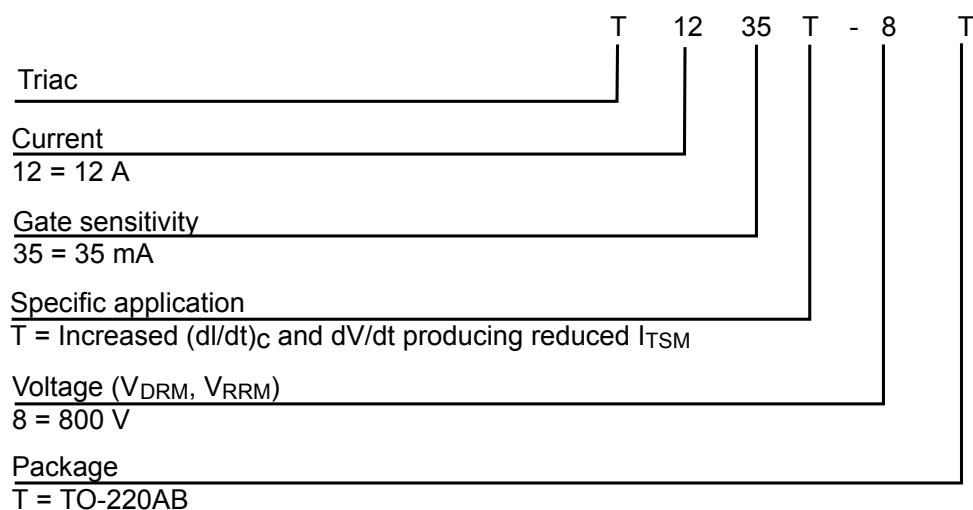 T 12 35 T - 8 T
Triac
Current
12 = 12 A
Gate sensitivity
35 = 35 mA
Specific application
T = Increased (dI/dt)c and dV/dt producing reduced ITSM
Voltage (VDRM, VRRM)
8 = 800 V
Package
T = TO-220AB